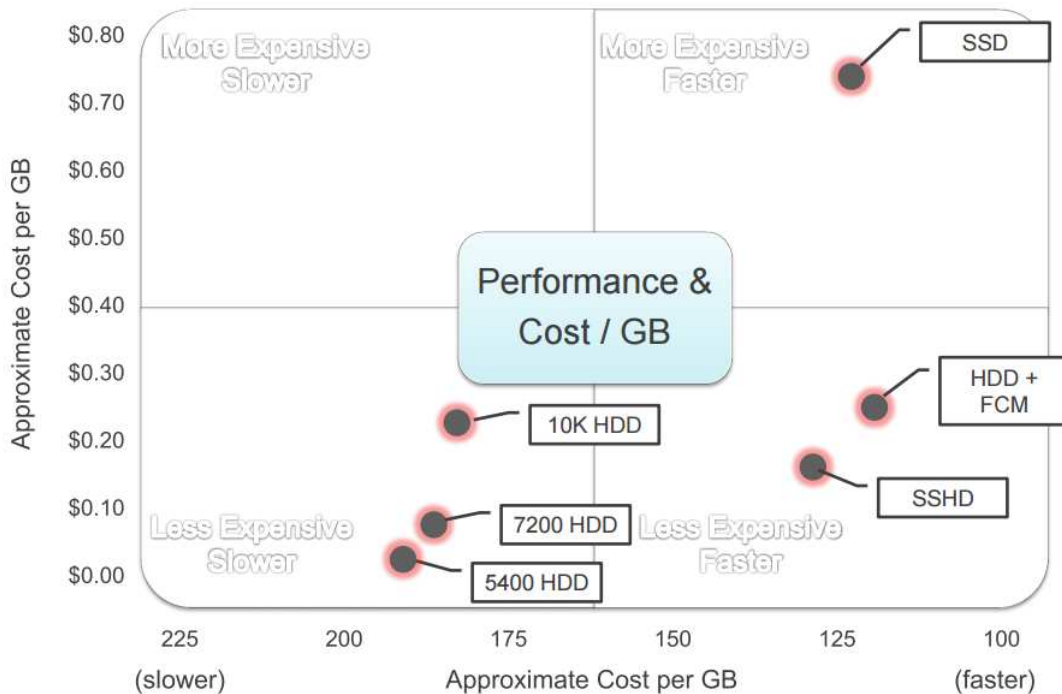 $0.80
$0.70
$0.60
$0.50
$0.40
$0.30
$0.20
$0.10
$0.00
Approximate Cost per GB
More Expensive
Slower
More Expensive
Faster
SSD
Performance &
Cost / GB
HDD +
FCM
10K HDD
SSHD
7200 HDD
5400 HDD
Less Expensive
Slower
Less Expensive
Faster
225 200 175 150 125 100
(slower) Approximate Cost per GB (faster)